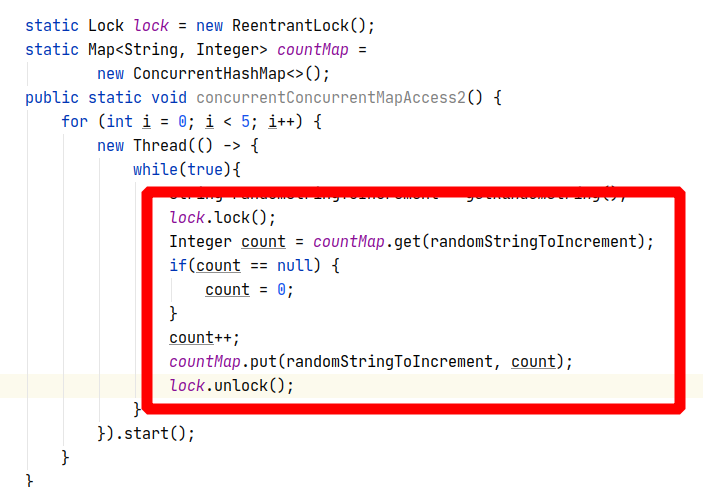 static Lock lock = new ReentrantLock();
static Map<String, Integer> countMap =
new ConcurrentHashMap<>();
public static void concurrentConcurrentMapAccess2() {
for (int i = 0; i < 5; i++) {
new Thread(() -> {
while(true){
String randomStringToIncrement = getRandomString();
lock.lock();
Integer count = countMap.get(randomStringToIncrement);
if(count == null) {
count = 0;
}
count++;
countMap.put(randomStringToIncrement, count);
lock.unlock();
}
}).start();
}
}